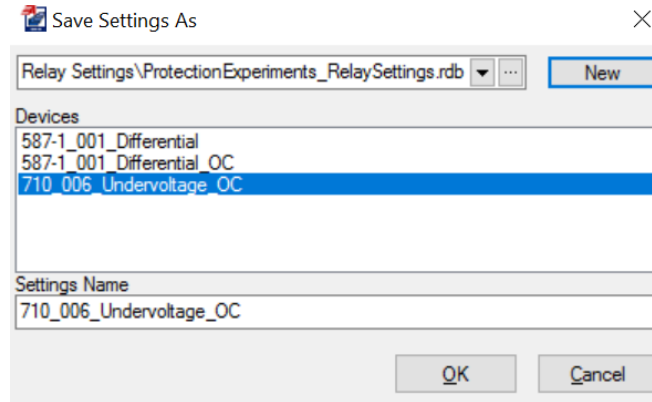 Save Settings As
Relay Settings\ProtectionExperiments_RelaySettings.rdb ... New
Devices
587-1_001_Differential
587-1_001_Differential_OC
710_006_Undervoltage_OC
Settings Name
710_006_Undervoltage_OC
OK Cancel